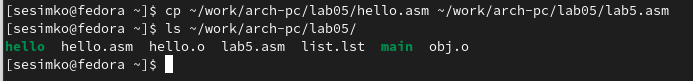 [sesimko@fedora ~]$ cp ~/work/arch-pc/lab05/hello.asm ~/work/arch-pc/lab05/lab5.asm
[sesimko@fedora ~]$ ls ~/work/arch-pc/lab05/
hello  hello.asm  hello.o  lab5.asm  list.lst  main  obj.o
[sesimko@fedora ~]$